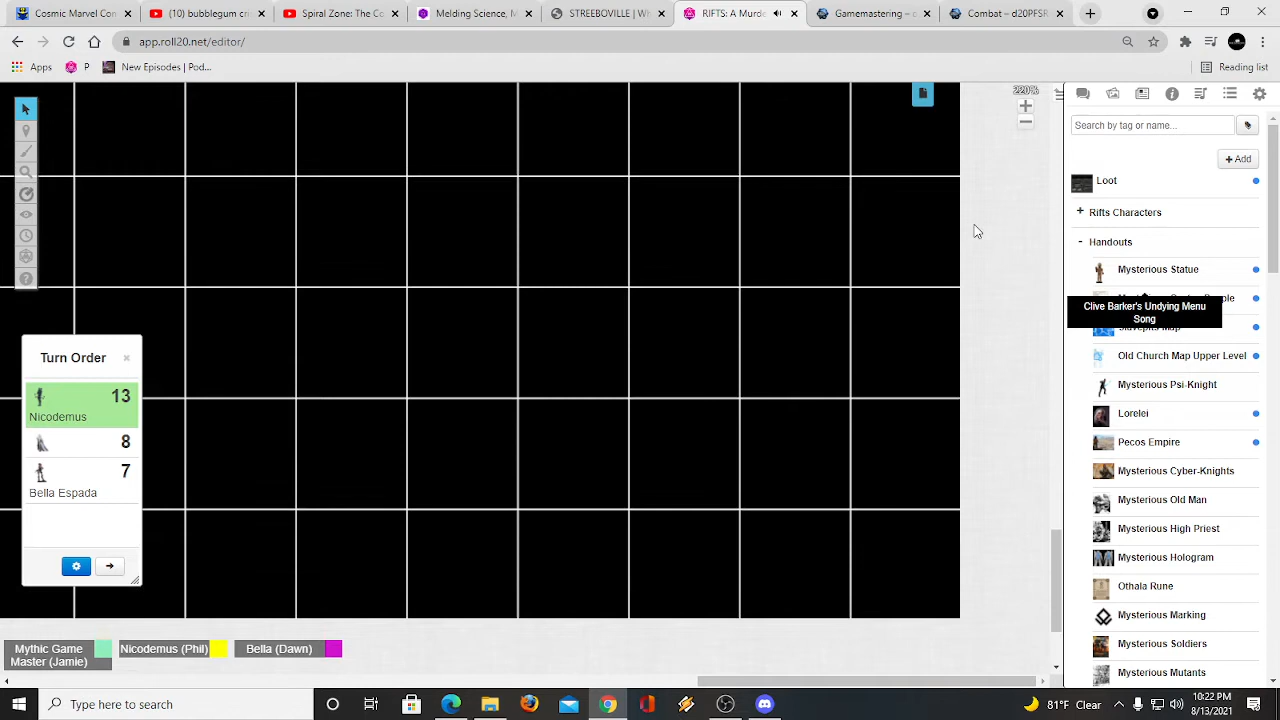 Cosmic Marvel Con
(10) bubblegum c
Spiral Zone: The C
Melding Science, M
STREEBOVILLE | W
RIFTS: A Murde
Gamemastering – d
Combat – d20PFSR
app.roll20.net/editor/
Apps
P
New Episodes | Pod...
Reading list
220%
Search by tag or name...
+ Add
Loot
+ Rifts Characters
- Handouts
Mysterious Statue
Clive Barker's Undying Menu
Song
Slavepits Map
Old Church Map Upper Level
Mysterious Psi-Knight
Lorelei
Pecos Empire
Mysterious Cyber-Knights
Mysterious Old Man
Mysterious High Priest
Mysterious Hologram
Othala Rune
Mysterious Marking
Mysterious Soldiers
Mysterious Mutants
Turn Order
13
Nicodemus
8
7
Bella Espada
Mythic Game
Master (Jamie)
Nicodemus (Phil)
Bella (Dawn)
Type here to search
81°F Clear
10:22 PM
8/13/2021